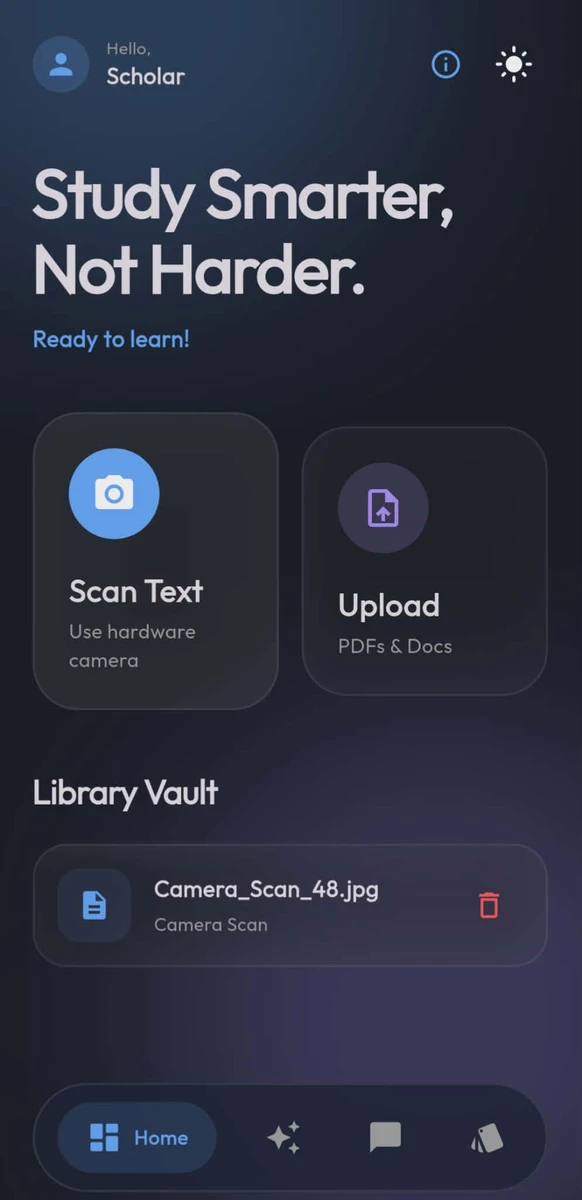 Hello,
Scholar
Study Smarter,
Not Harder.
Ready to learn!
Scan Text
Use hardware
camera
Upload
PDFs & Docs
Library Vault
Camera_Scan_48.jpg
Camera Scan
Home